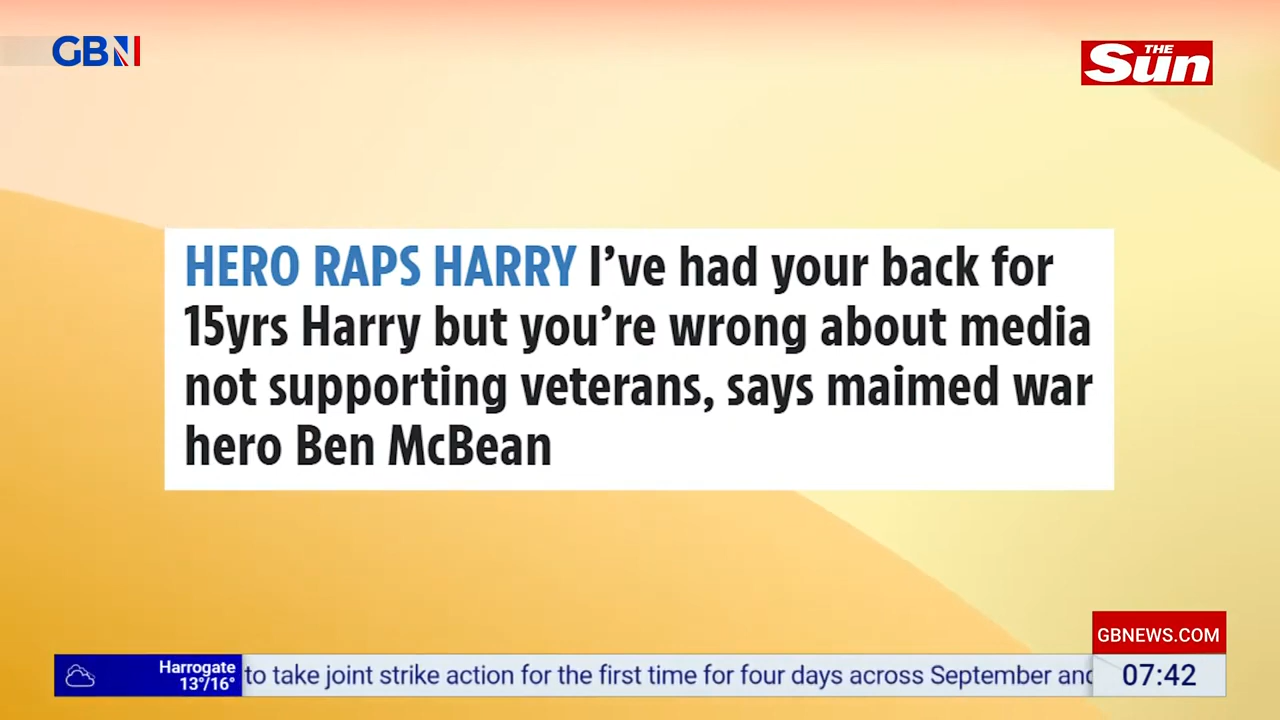 GBN
THE
Sun
HERO RAPS HARRY I've had your back for
15yrs Harry but you're wrong about media
not supporting veterans, says maimed war
hero Ben McBean
GBNEWS.COM
Harrogate
13°/16°
to take joint strike action for the first time for four days across September and
07:42